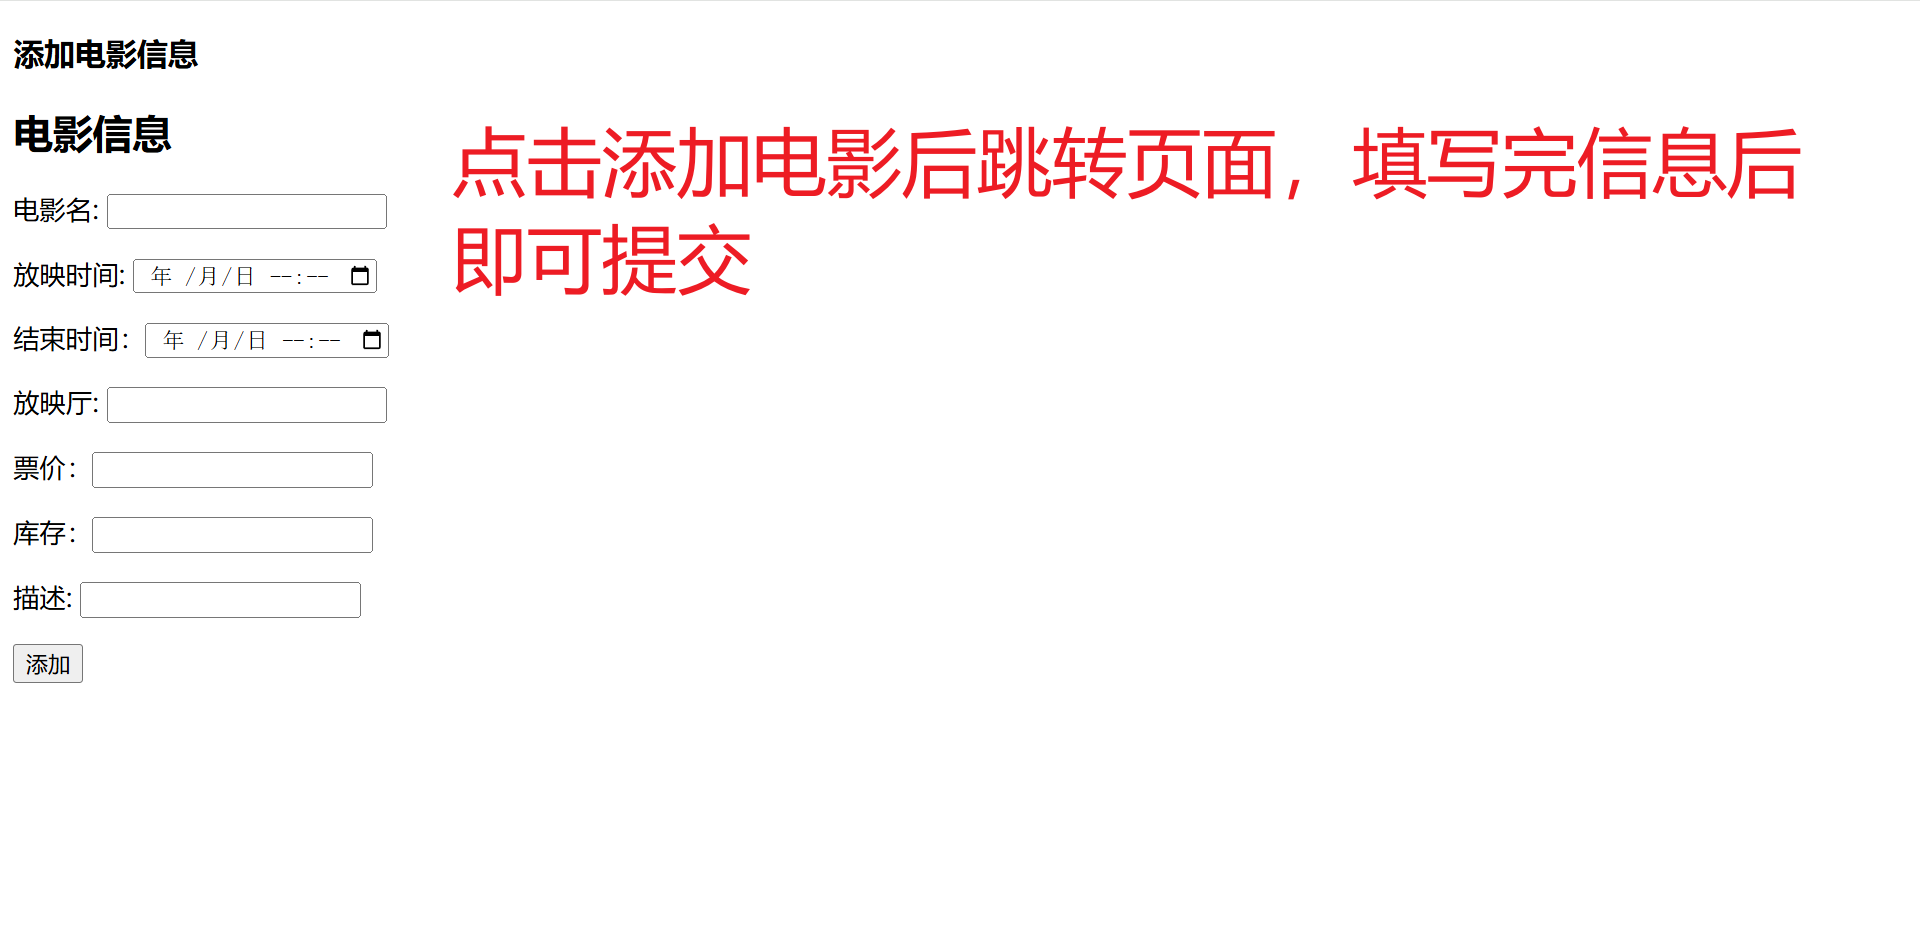 添加电影信息
电影信息
点击添加电影后跳转页面，填写完信息后
即可提交
电影名:
放映时间: 年 /月/日 --:--
结束时间： 年 /月/日 --:--
放映厅:
票价：
库存：
描述:
添加